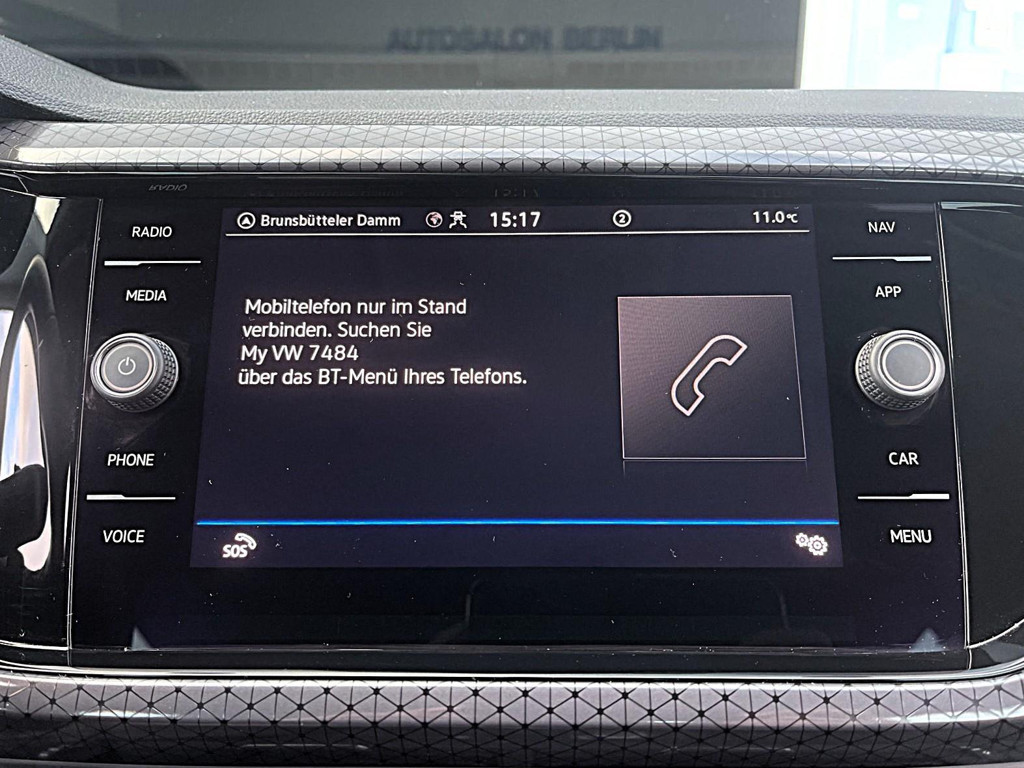 AUTOSALON BERLIN
RADIO
MEDIA
PHONE
VOICE
Brunsbütteler Damm 15:17 2 11.0°C
Mobiltelefon nur im Stand
verbinden. Suchen Sie
My VW 7484
über das BT-Menü Ihres Telefons.
SOS
NAV
APP
CAR
MENU